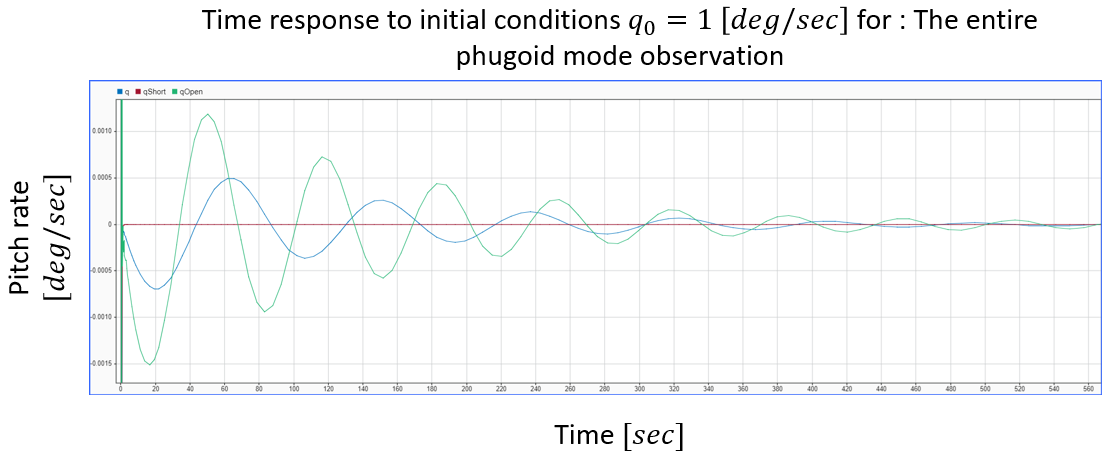 Time response to initial conditions q₀ = 1 [deg/sec] for : The entire
phugoid mode observation
q qShort qOpen
0.0010
0.0005
0
-0.0005
-0.0010
-0.0015
0 20 40 60 80 100 120 140 160 180 200 220 240 260 280 300 320 340 360 380 400 420 440 460 480 500 520 540 560
Pitch rate
[deg/sec]
Time [sec]